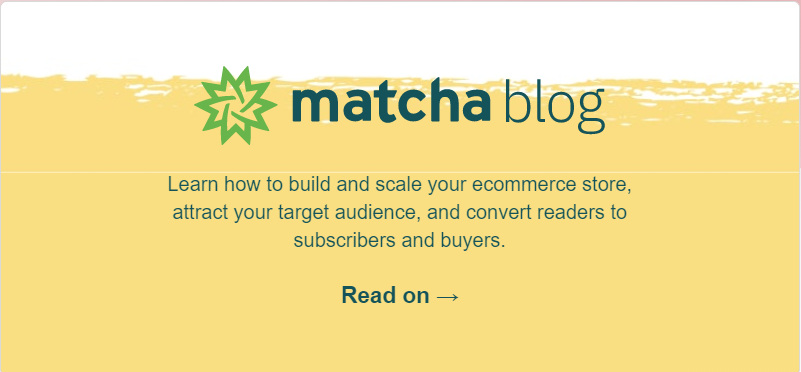 matcha blog
Learn how to build and scale your ecommerce store,
attract your target audience, and convert readers to
subscribers and buyers.
Read on →